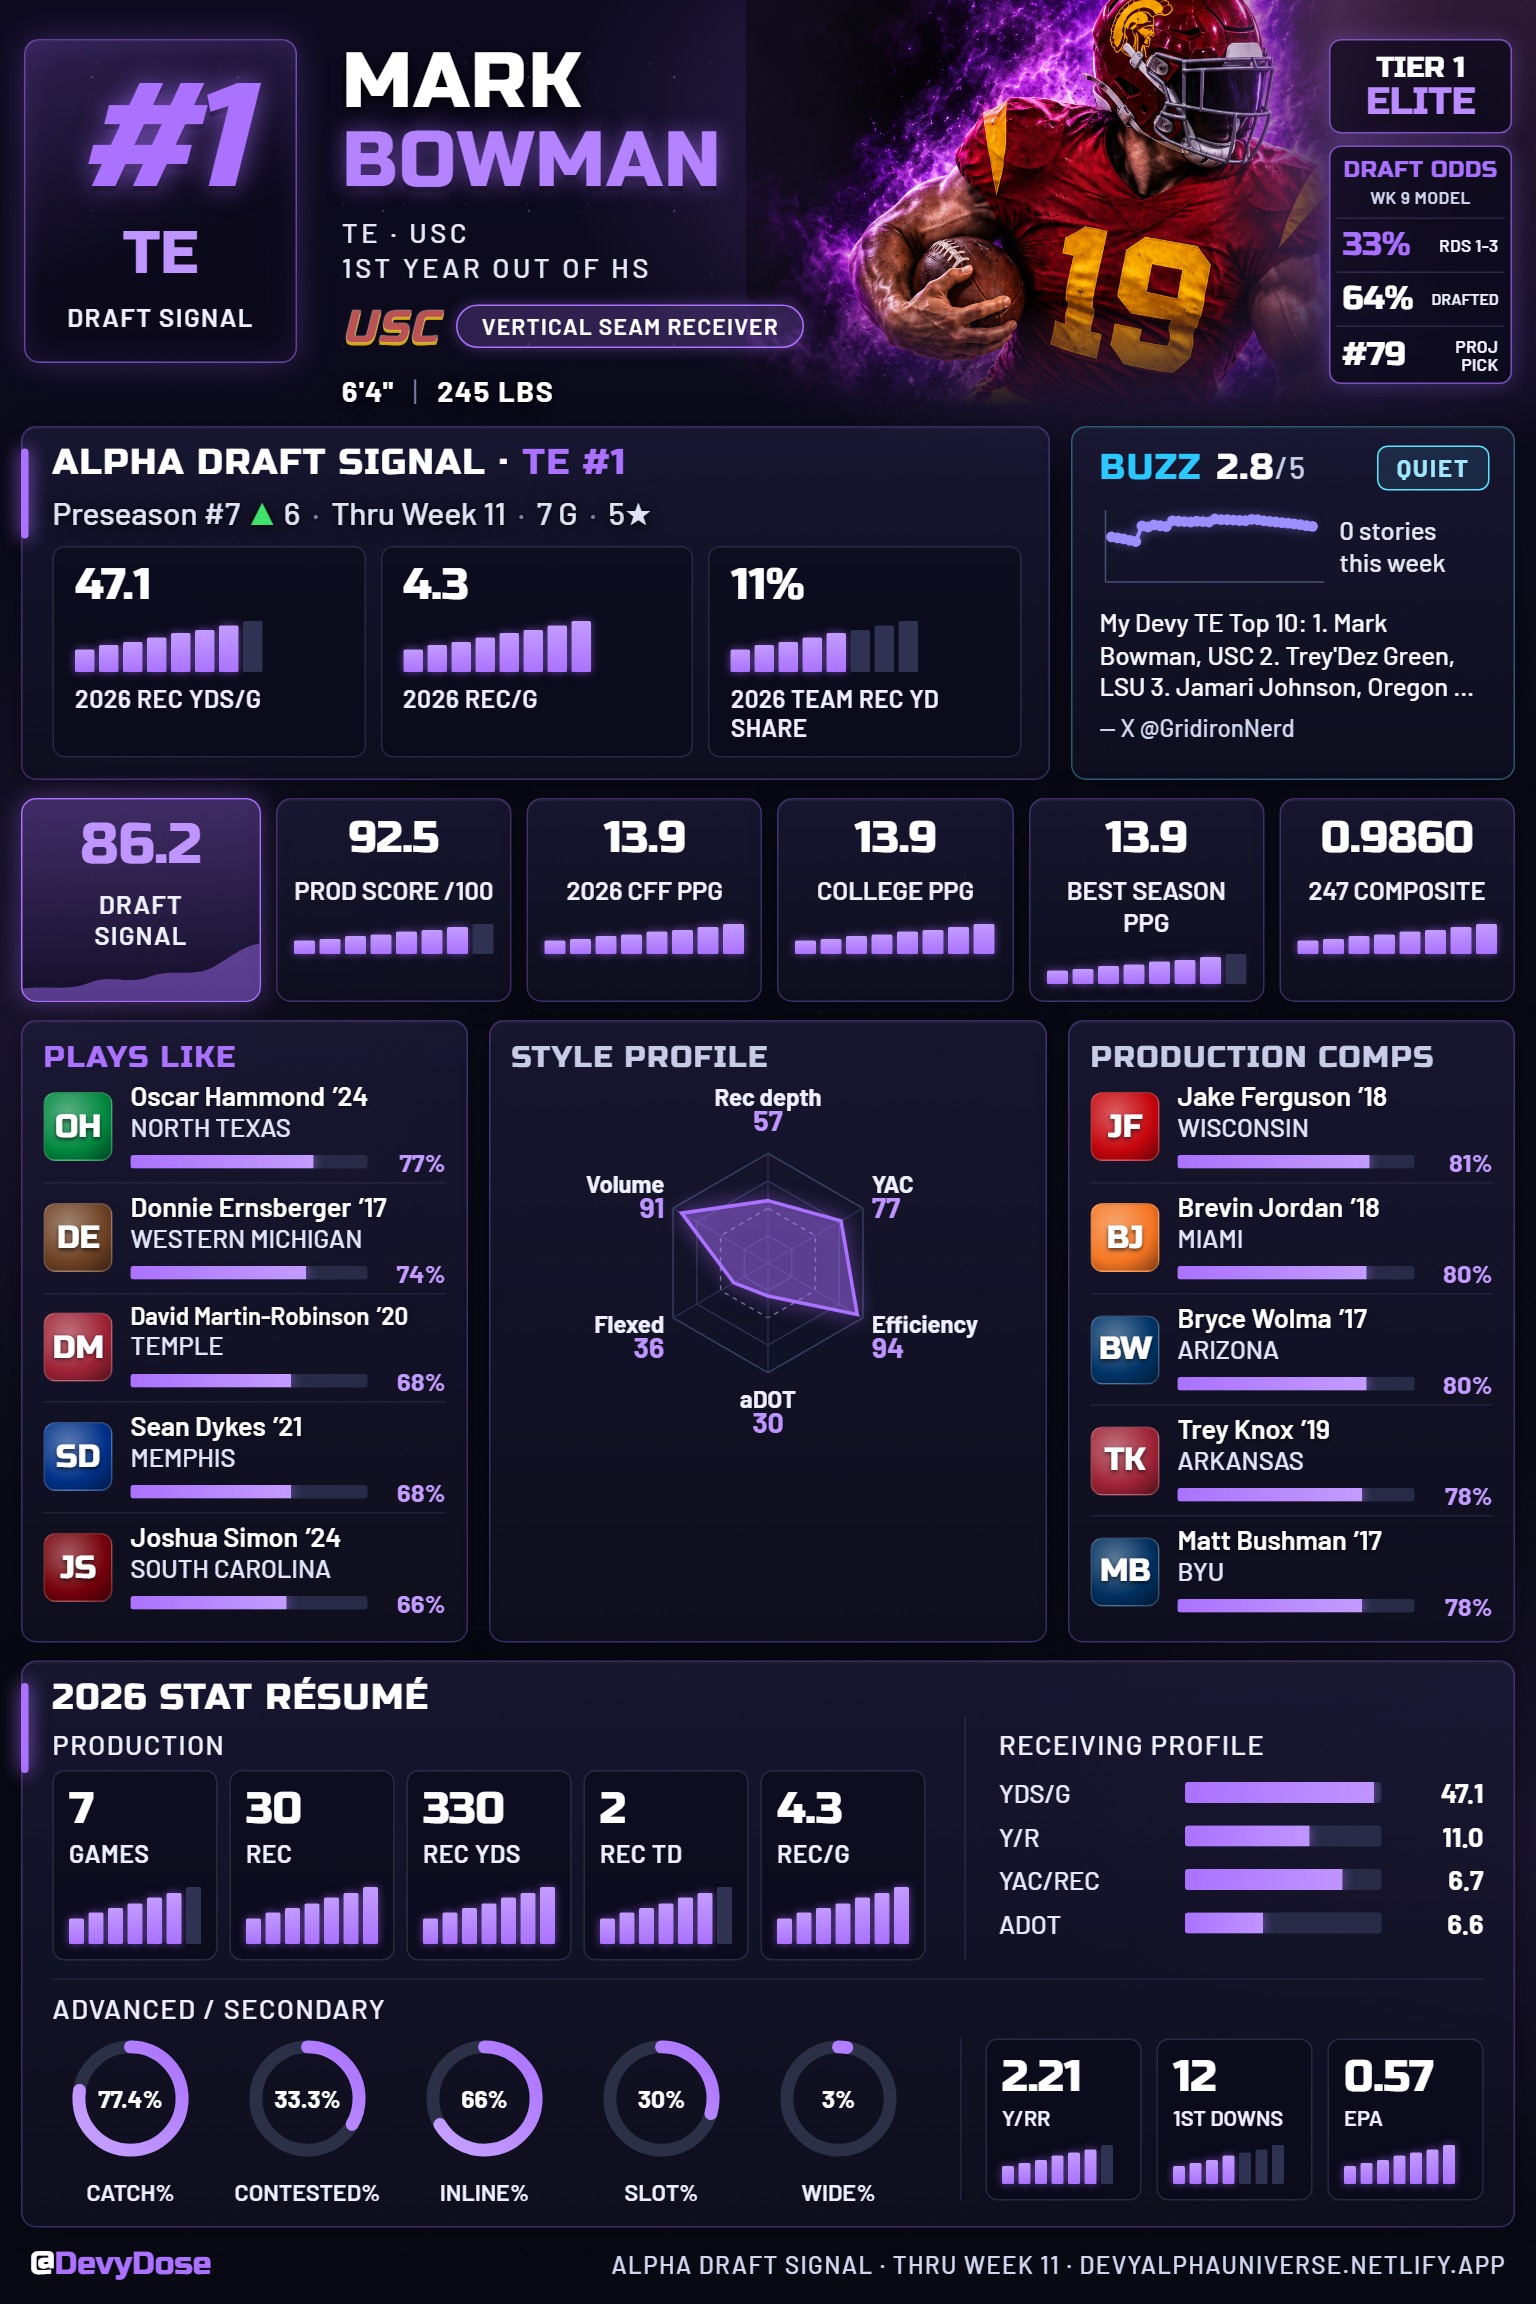 #1
TE
DRAFT SIGNAL
MARK
BOWMAN
TE · USC
1ST YEAR OUT OF HS
USC
VERTICAL SEAM RECEIVER
6'4" | 245 LBS
19
TIER 1
ELITE
DRAFT ODDS
WK 9 MODEL
33% RDS 1-3
64% DRAFTED
#79 PROJ
PICK
ALPHA DRAFT SIGNAL · TE #1
Preseason #7 ▲ 6 · Thru Week 11 · 7 G · 5★
47.1
2026 REC YDS/G
4.3
2026 REC/G
11%
2026 TEAM REC YD
SHARE
BUZZ 2.8/5
QUIET
0 stories
this week
My Devy TE Top 10: 1. Mark
Bowman, USC 2. Trey'Dez Green,
LSU 3. Jamari Johnson, Oregon ...
— X @GridironNerd
86.2
DRAFT
SIGNAL
92.5
PROD SCORE /100
13.9
2026 CFF PPG
13.9
COLLEGE PPG
13.9
BEST SEASON
PPG
0.9860
247 COMPOSITE
PLAYS LIKE
OH
Oscar Hammond ’24
NORTH TEXAS
77%
DE
Donnie Ernsberger ’17
WESTERN MICHIGAN
74%
DM
David Martin-Robinson ’20
TEMPLE
68%
SD
Sean Dykes ’21
MEMPHIS
68%
JS
Joshua Simon ’24
SOUTH CAROLINA
66%
STYLE PROFILE
Rec depth
57
Volume
91
YAC
77
Flexed
36
Efficiency
94
aDOT
30
PRODUCTION COMPS
JF
Jake Ferguson ’18
WISCONSIN
81%
BJ
Brevin Jordan ’18
MIAMI
80%
BW
Bryce Wolma ’17
ARIZONA
80%
TK
Trey Knox ’19
ARKANSAS
78%
MB
Matt Bushman ’17
BYU
78%
2026 STAT RÉSUMÉ
PRODUCTION
7
GAMES
30
REC
330
REC YDS
2
REC TD
4.3
REC/G
RECEIVING PROFILE
YDS/G 47.1
Y/R 11.0
YAC/REC 6.7
ADOT 6.6
ADVANCED / SECONDARY
77.4%
CATCH%
33.3%
CONTESTED%
66%
INLINE%
30%
SLOT%
3%
WIDE%
2.21
Y/RR
12
1ST DOWNS
0.57
EPA
@DevyDose
ALPHA DRAFT SIGNAL · THRU WEEK 11 · DEVYALPHAUNIVERSE.NETLIFY.APP